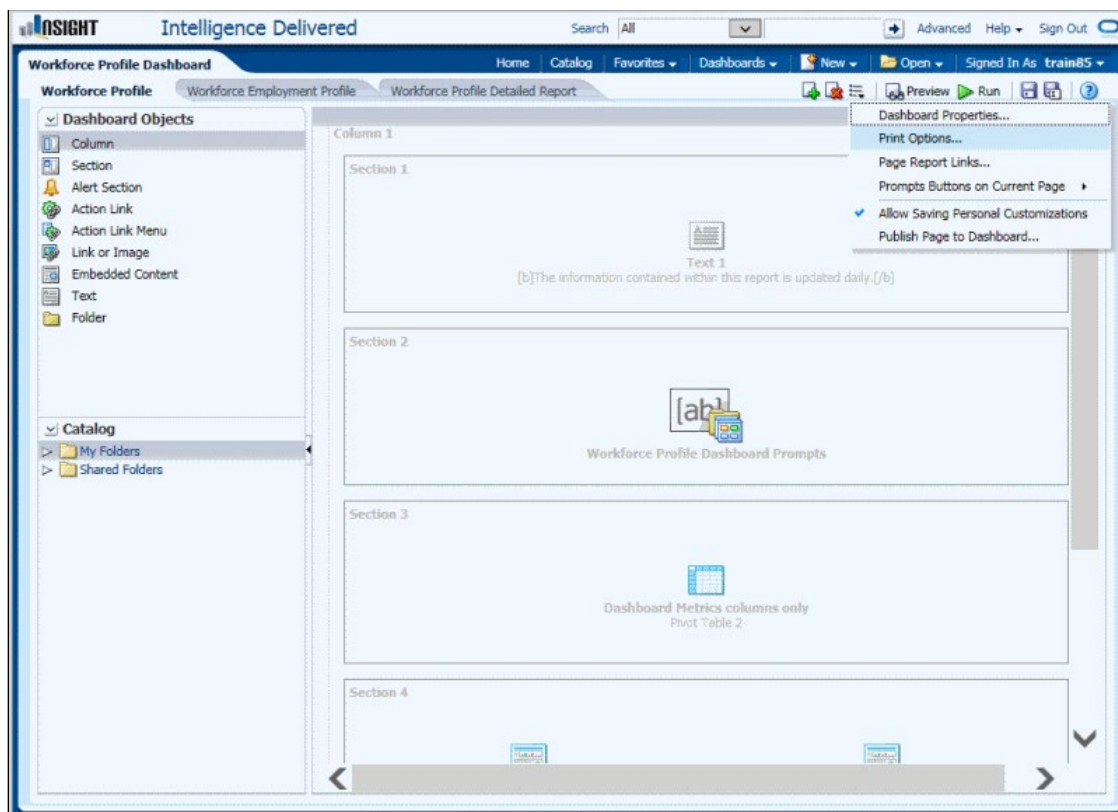 INSIGHT Intelligence Delivered Search All Advanced Help Sign Out
Workforce Profile Dashboard Home Catalog Favorites Dashboards New Open Signed In As train85
Workforce Profile Workforce Employment Profile Workforce Profile Detailed Report Preview Run
Dashboard Objects
Column
Section
Alert Section
Action Link
Action Link Menu
Link or Image
Embedded Content
Text
Folder
Catalog
My Folders
Shared Folders
Dashboard Properties...
Print Options...
Page Report Links...
Prompts Buttons on Current Page
Allow Saving Personal Customizations
Publish Page to Dashboard...
Column 1
Section 1
Text 1
[b]The information contained within this report is updated daily.[/b]
Section 2
[ab]
Workforce Profile Dashboard Prompts
Section 3
Dashboard Metrics columns only
Pivot Table 2
Section 4